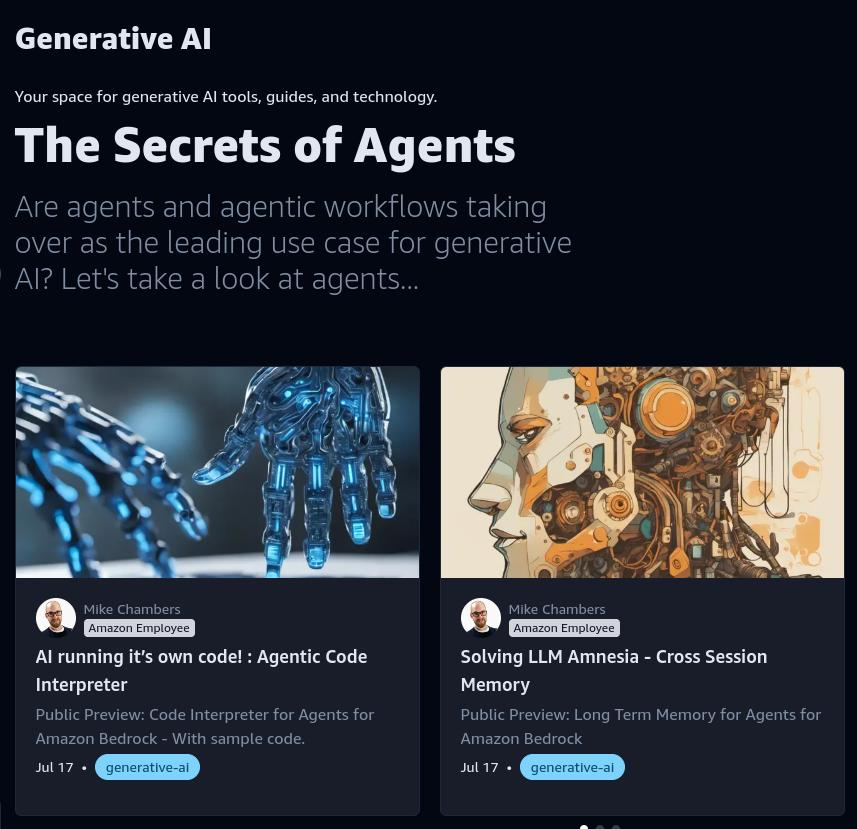 Generative AI
Your space for generative AI tools, guides, and technology.
The Secrets of Agents
Are agents and agentic workflows taking
over as the leading use case for generative
AI? Let's take a look at agents...
Mike Chambers
Amazon Employee
AI running it’s own code! : Agentic Code
Interpreter
Public Preview: Code Interpreter for Agents for
Amazon Bedrock - With sample code.
Jul 17 • generative-ai
Mike Chambers
Amazon Employee
Solving LLM Amnesia - Cross Session
Memory
Public Preview: Long Term Memory for Agents for
Amazon Bedrock
Jul 17 • generative-ai